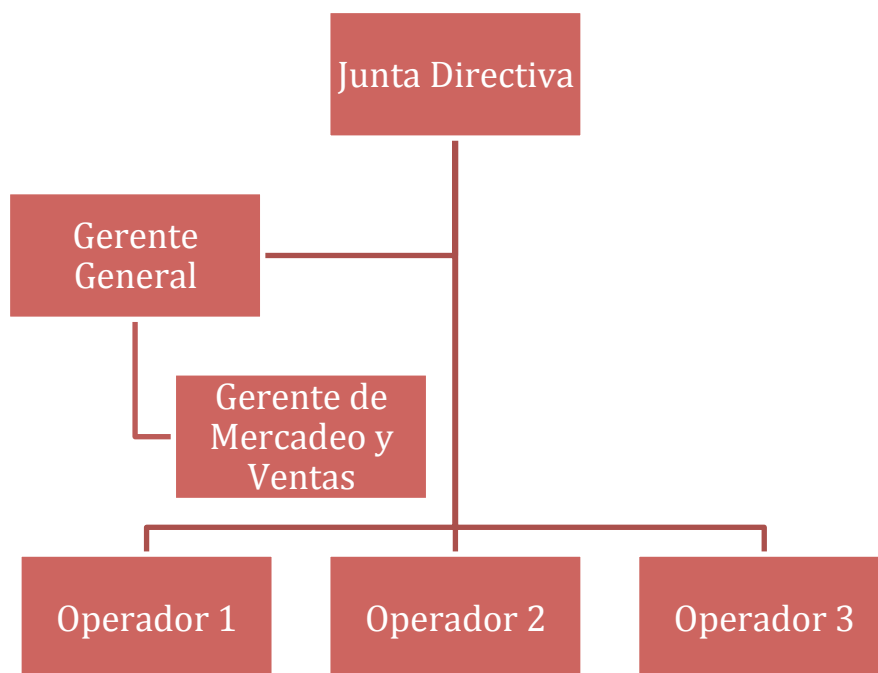 Junta Directiva
Gerente
General
Gerente de
Mercadeo y
Ventas
Operador 1
Operador 2
Operador 3